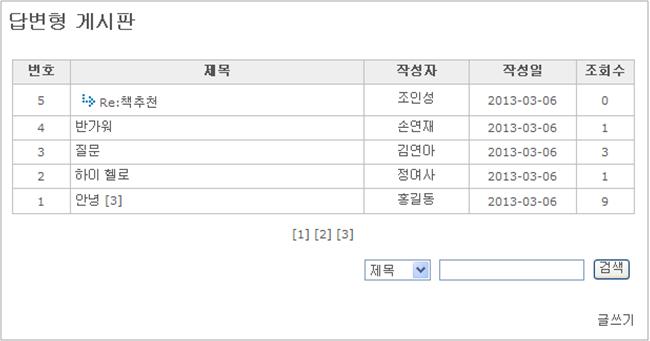 답변형 게시판
번호 제목 작성자 작성일 조회수
5 Re:책추천 조인성 2013-03-06 0
4 반가워 손연재 2013-03-06 1
3 질문 김연아 2013-03-06 3
2 하이 헬로 정여사 2013-03-06 1
1 안녕 [3] 홍길동 2013-03-06 9
[1] [2] [3]
제목 검색
글쓰기